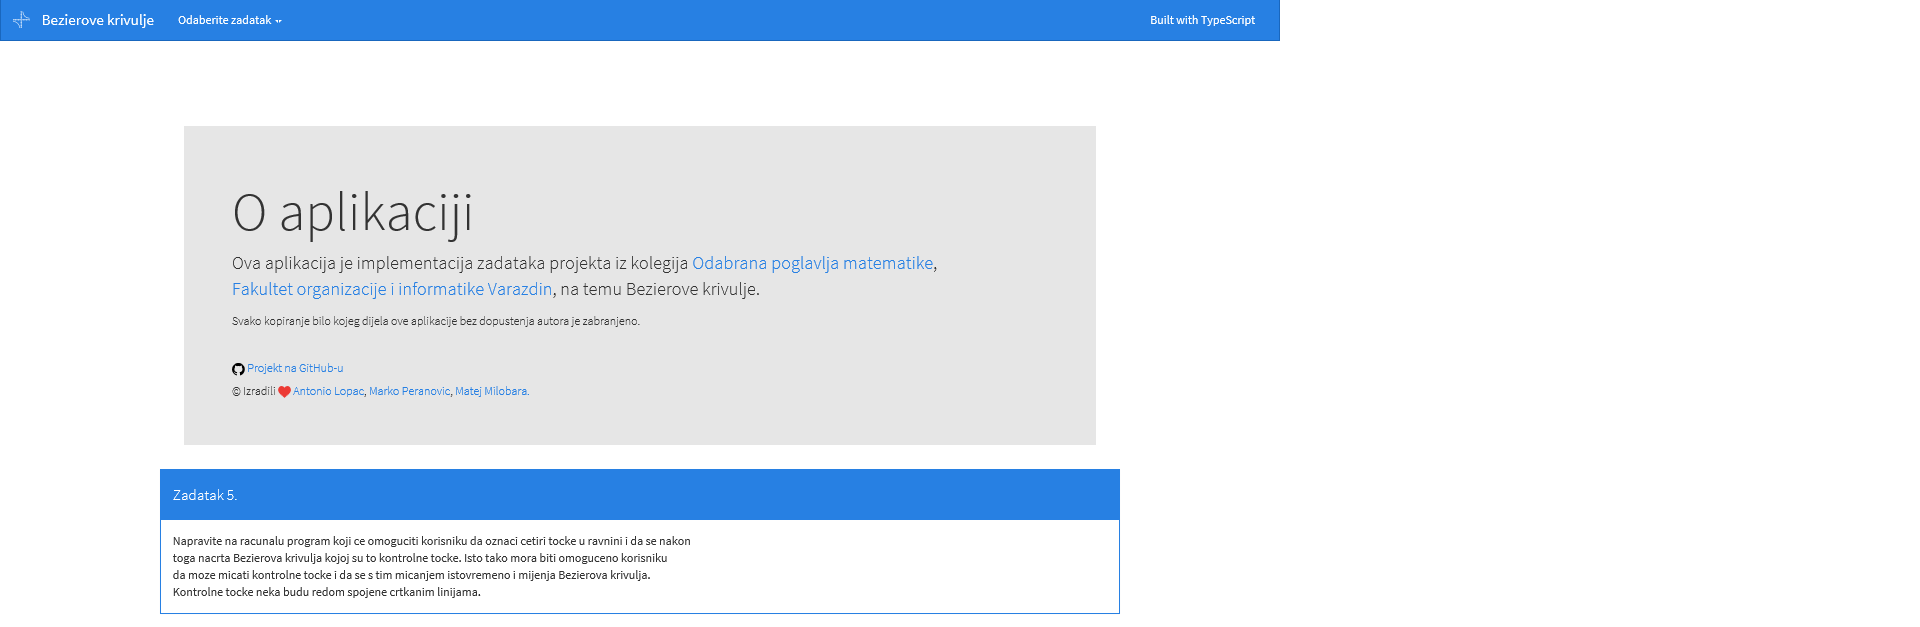 Bezierove krivulje
Odaberite zadatak
Built with TypeScript
O aplikaciji
Ova aplikacija je implementacija zadataka projekta iz kolegija Odabrana poglavlja matematike,
Fakultet organizacije i informatike Varazdin, na temu Bezierove krivulje.
Svako kopiranje bilo kojeg dijela ove aplikacije bez dopustenja autora je zabranjeno.
Projekt na GitHub-u
© Izradili ❤ Antonio Lopac, Marko Peranovic, Matej Milobara.
Zadatak 5.
Napravite na racunalu program koji ce omoguciti korisniku da oznaci cetiri tocke u ravnini i da se nakon
toga nacrta Bezierova krivulja kojoj su to kontrolne tocke. Isto tako mora biti omoguceno korisniku
da moze micati kontrolne tocke i da se s tim micanjem istovremeno i mijenja Bezierova krivulja.
Kontrolne tocke neka budu redom spojene crtkanim linijama.